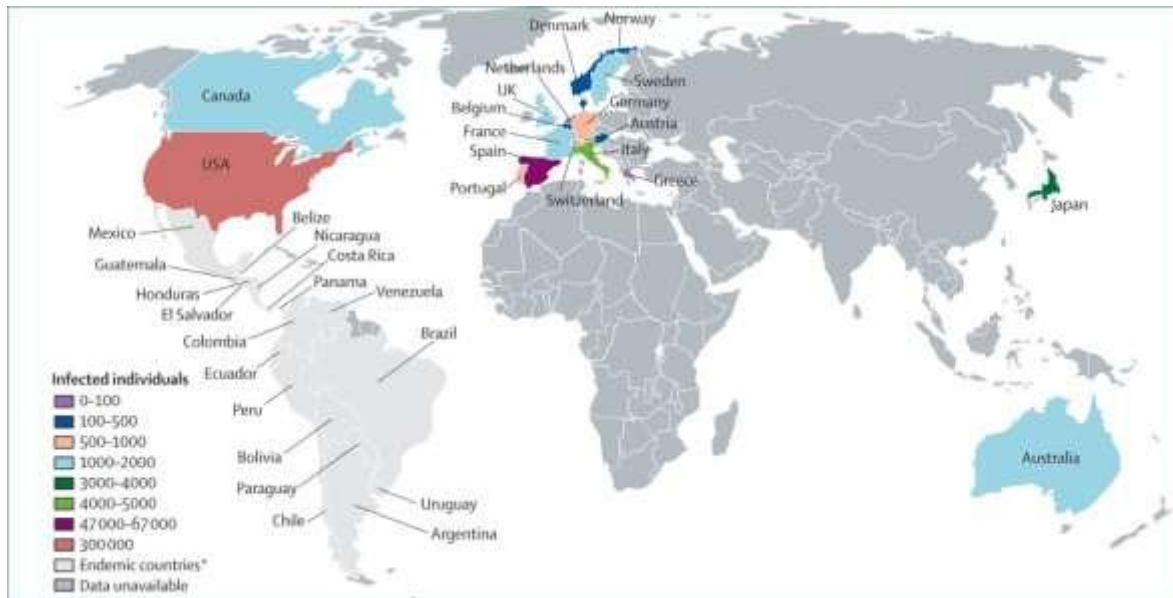 Norway
Denmark
Netherlands
Sweden
UK
Germany
Canada
Belgium
Austria
France
USA
Spain
Italy
Portugal
Greece
Switzerland
Japan
Belize
Mexico
Nicaragua
Costa Rica
Guatemala
Panama
Honduras
Venezuela
El Salvador
Colombia
Brazil
Ecuador
Infected individuals
0–100
100–500
500–1000
1000–2000
3000–4000
4000–5000
47 000–67 000
300 000
Endemic countries*
Data unavailable
Peru
Bolivia
Paraguay
Uruguay
Chile
Argentina
Australia